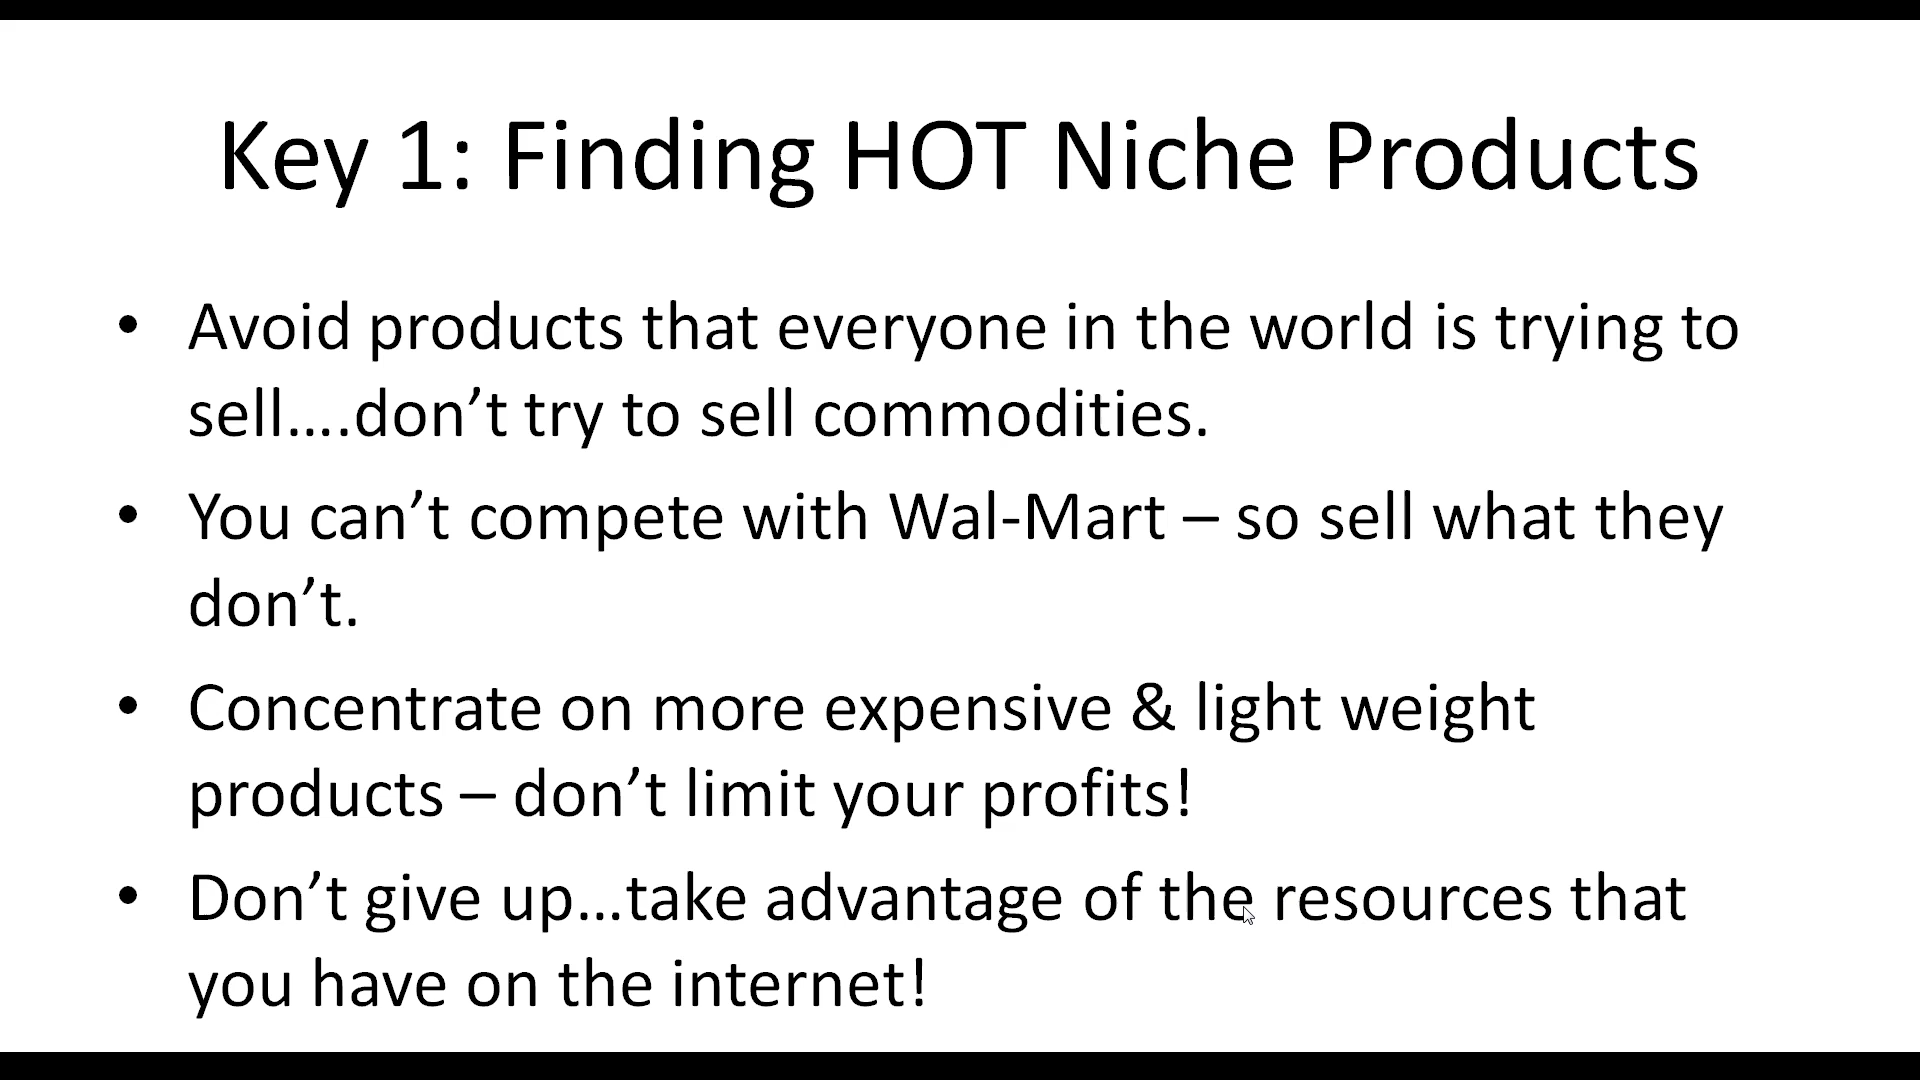 Key 1: Finding HOT Niche Products
• Avoid products that everyone in the world is trying to
sell….don’t try to sell commodities.
• You can’t compete with Wal-Mart – so sell what they
don’t.
• Concentrate on more expensive & light weight
products – don’t limit your profits!
• Don’t give up…take advantage of the resources that
you have on the internet!